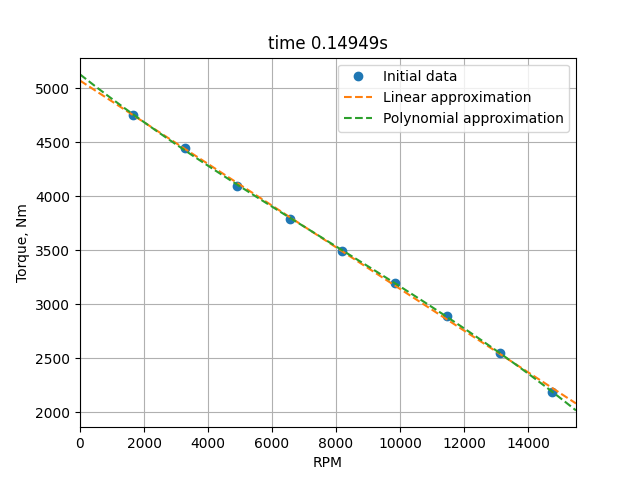 time 0.14949s
Initial data
Linear approximation
Polynomial approximation
Torque, Nm
5000
4500
4000
3500
3000
2500
2000
0 2000 4000 6000 8000 10000 12000 14000
RPM